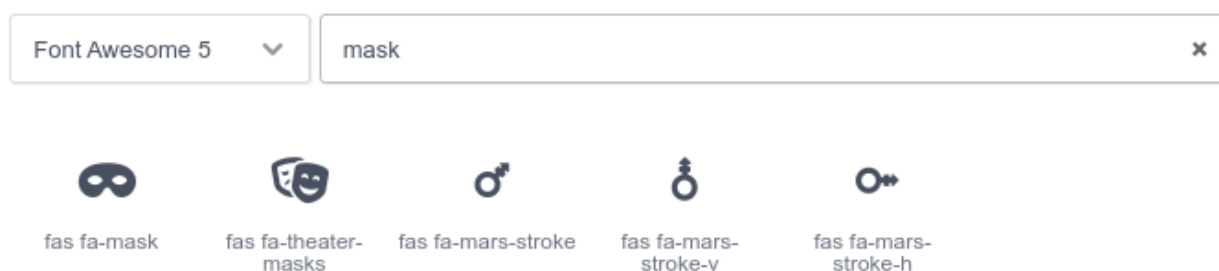 Font Awesome 5
mask
fas fa-mask
fas fa-theater-
masks
fas fa-mars-stroke
fas fa-mars-
stroke-v
fas fa-mars-
stroke-h